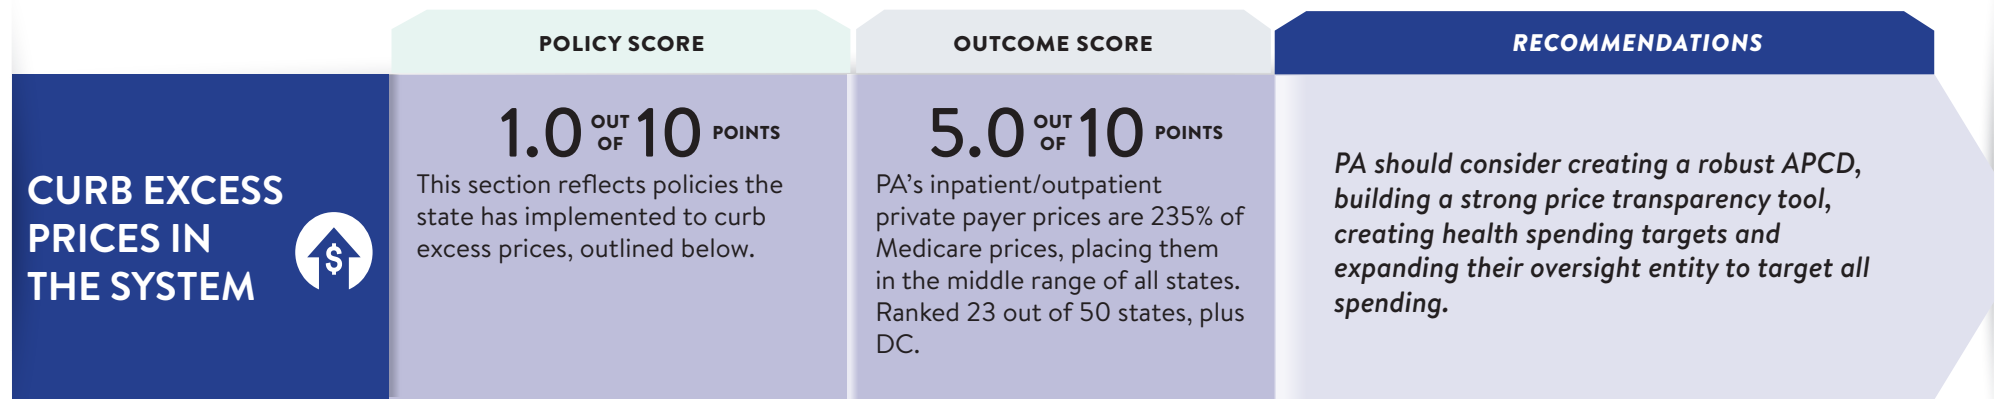 POLICY SCORE
OUTCOME SCORE
RECOMMENDATIONS
CURB EXCESS
PRICES IN
THE SYSTEM
$
1.0 OUT OF 10 POINTS
This section reflects policies the
state has implemented to curb
excess prices, outlined below.
5.0 OUT OF 10 POINTS
PA’s inpatient/outpatient
private payer prices are 235% of
Medicare prices, placing them
in the middle range of all states.
Ranked 23 out of 50 states, plus
DC.
PA should consider creating a robust APCD,
building a strong price transparency tool,
creating health spending targets and
expanding their oversight entity to target all
spending.